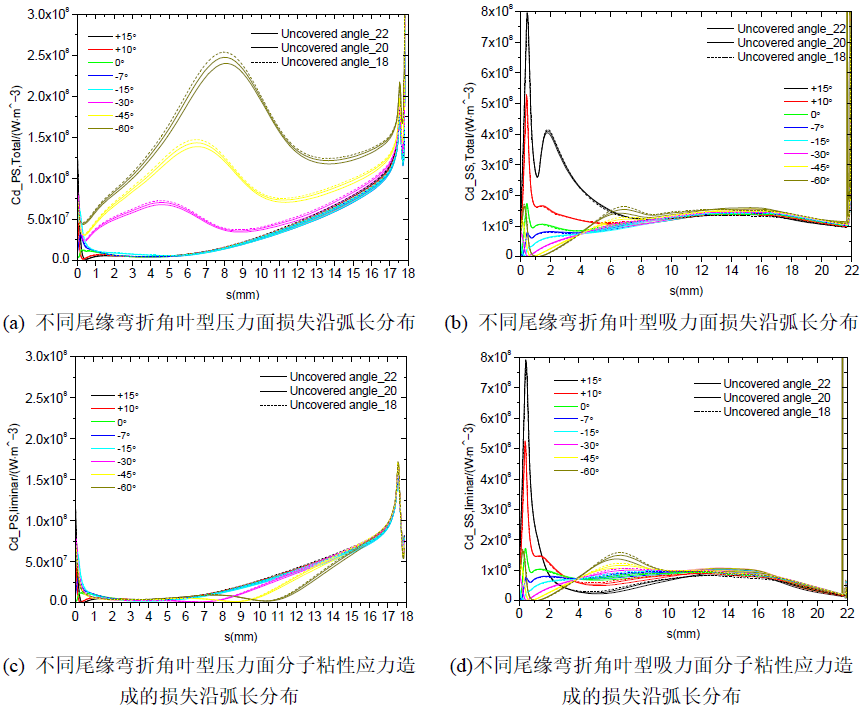 3.0x10⁸
2.5x10⁸
2.0x10⁸
1.5x10⁸
1.0x10⁸
5.0x10⁷
0.0
Cd_PS,Total/(W·m^−3)
+15°
+10°
0°
-7°
-15°
-30°
-45°
-60°
Uncovered angle_22
Uncovered angle_20
Uncovered angle_18
0 1 2 3 4 5 6 7 8 9 10 11 12 13 14 15 16 17 18
s(mm)
(a) 不同尾缘弯折角叶型压力面损失沿弧长分布
8x10⁸
7x10⁸
6x10⁸
5x10⁸
4x10⁸
3x10⁸
2x10⁸
1x10⁸
0
Cd_SS,Total/(W·m^−3)
Uncovered angle_22
Uncovered angle_20
Uncovered angle_18
+15°
+10°
0°
-7°
-15°
-30°
-45°
-60°
0 2 4 6 8 10 12 14 16 18 20 22
s(mm)
(b) 不同尾缘弯折角叶型吸力面损失沿弧长分布
3.0x10⁸
2.5x10⁸
2.0x10⁸
1.5x10⁸
1.0x10⁸
5.0x10⁷
0.0
Cd_PS,liminar/(W·m^−3)
+15°
+10°
0°
-7°
-15°
-30°
-45°
-60°
Uncovered angle_22
Uncovered angle_20
Uncovered angle_18
0 1 2 3 4 5 6 7 8 9 10 11 12 13 14 15 16 17 18
s(mm)
(c) 不同尾缘弯折角叶型压力面分子粘性应力造
成的损失沿弧长分布
8x10⁸
7x10⁸
6x10⁸
5x10⁸
4x10⁸
3x10⁸
2x10⁸
1x10⁸
0
Cd_SS,liminar/(W·m^−3)
+15°
+10°
0°
-7°
-15°
-30°
-45°
-60°
Uncovered angle_22
Uncovered angle_20
Uncovered angle_18
0 2 4 6 8 10 12 14 16 18 20 22
s(mm)
(d)不同尾缘弯折角叶型吸力面分子粘性应力造
成的损失沿弧长分布